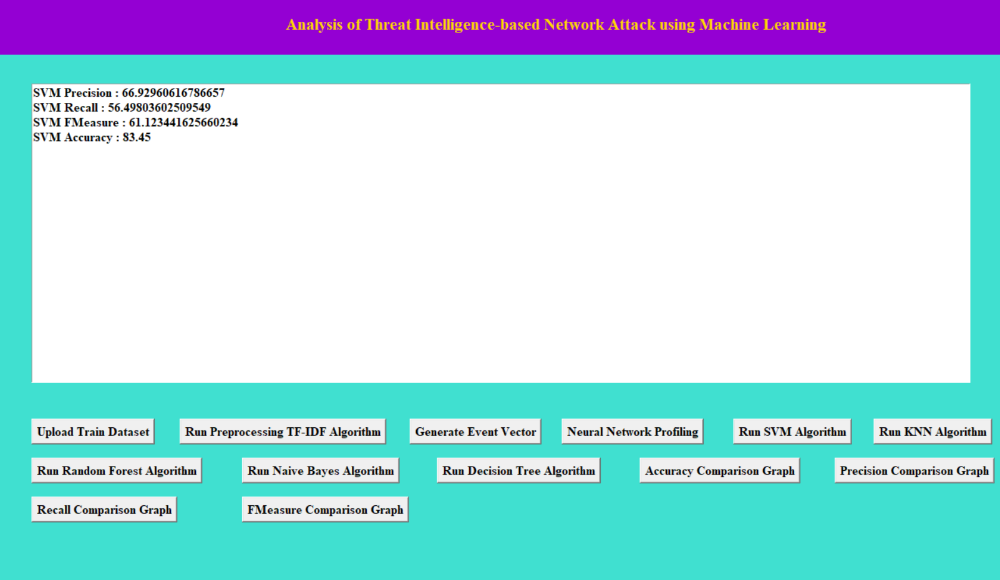 Analysis of Threat Intelligence-based Network Attack using Machine Learning
SVM Precision : 66.92960616786657
SVM Recall : 56.49803602509549
SVM FMeasure : 61.123441625660234
SVM Accuracy : 83.45
Upload Train Dataset
Run Preprocessing TF-IDF Algorithm
Generate Event Vector
Neural Network Profiling
Run SVM Algorithm
Run KNN Algorithm
Run Random Forest Algorithm
Run Naive Bayes Algorithm
Run Decision Tree Algorithm
Accuracy Comparison Graph
Precision Comparison Graph
Recall Comparison Graph
FMeasure Comparison Graph